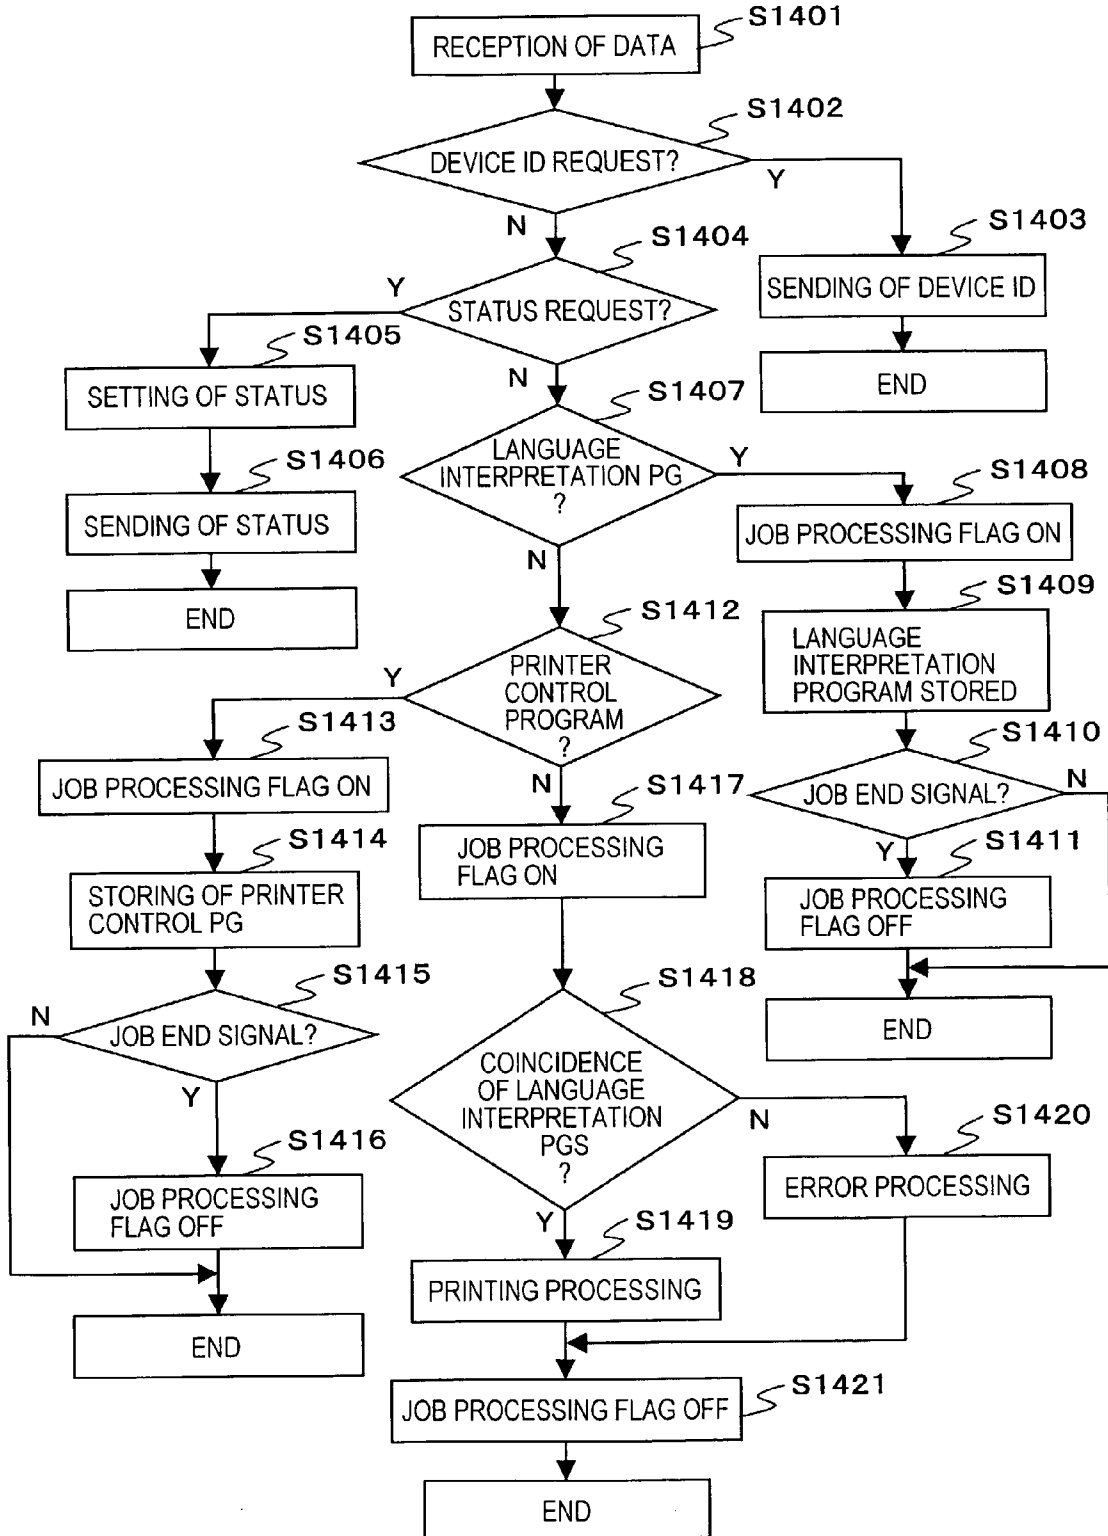 S1401
RECEPTION OF DATA
S1402
DEVICE ID REQUEST?
Y
N
S1403
SENDING OF DEVICE ID
END
S1404
STATUS REQUEST?
Y
N
S1405
SETTING OF STATUS
S1406
SENDING OF STATUS
END
S1407
LANGUAGE
INTERPRETATION PG
?
Y
N
S1408
JOB PROCESSING FLAG ON
S1409
LANGUAGE
INTERPRETATION
PROGRAM STORED
S1410
JOB END SIGNAL?
N
Y
S1411
JOB PROCESSING
FLAG OFF
END
S1412
PRINTER
CONTROL
PROGRAM
?
Y
N
S1413
JOB PROCESSING FLAG ON
S1414
STORING OF PRINTER
CONTROL PG
S1415
JOB END SIGNAL?
N
Y
S1416
JOB PROCESSING
FLAG OFF
END
S1417
JOB PROCESSING
FLAG ON
S1418
COINCIDENCE
OF LANGUAGE
INTERPRETATION
PGS
?
N
Y
S1419
PRINTING PROCESSING
S1420
ERROR PROCESSING
S1421
JOB PROCESSING FLAG OFF
END